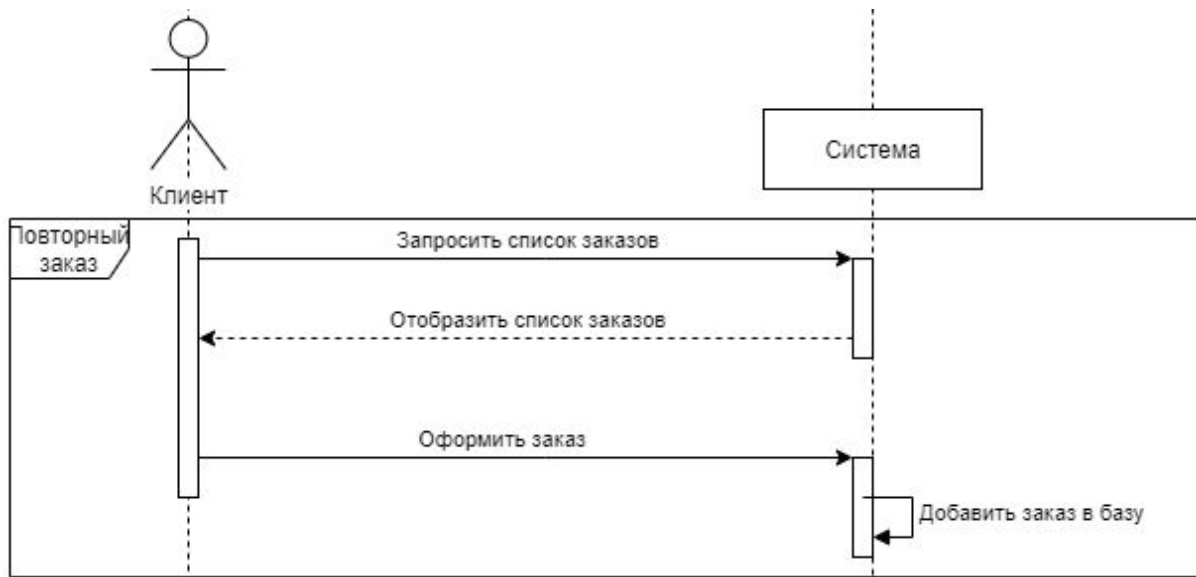 Система
Клиент
Повторный
заказ
Запросить список заказов
Отобразить список заказов
Оформить заказ
Добавить заказ в базу